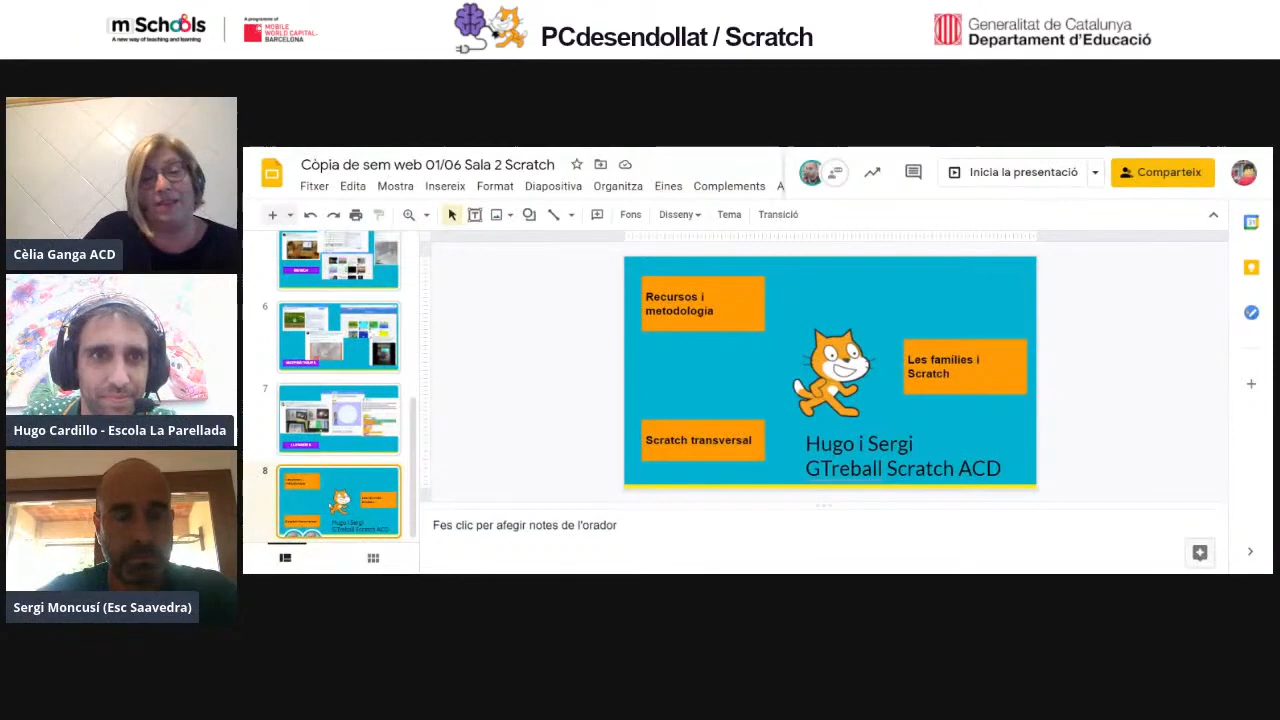 mSchools
A new way of teaching and learning
A programme of
MOBILE
WORLD CAPITAL
BARCELONA
PCdesendollat / Scratch
Generalitat de Catalunya
Departament d'Educació
Cèlia Ganga ACD
Hugo Cardillo - Escola La Parellada
Sergi Moncusí (Esc Saavedra)
Còpia de sem web 01/06 Sala 2 Scratch
Fitxer Edita Mostra Insereix Format Diapositiva Organitza Eines Complements A
Inicia la presentació
Comparteix
Fons Disseny Tema Transició
6
7
8
Recursos i
metodologia
Les famílies i
Scratch
Scratch transversal
Hugo i Sergi
GTreball Scratch ACD
Fes clic per afegir notes de l'orador